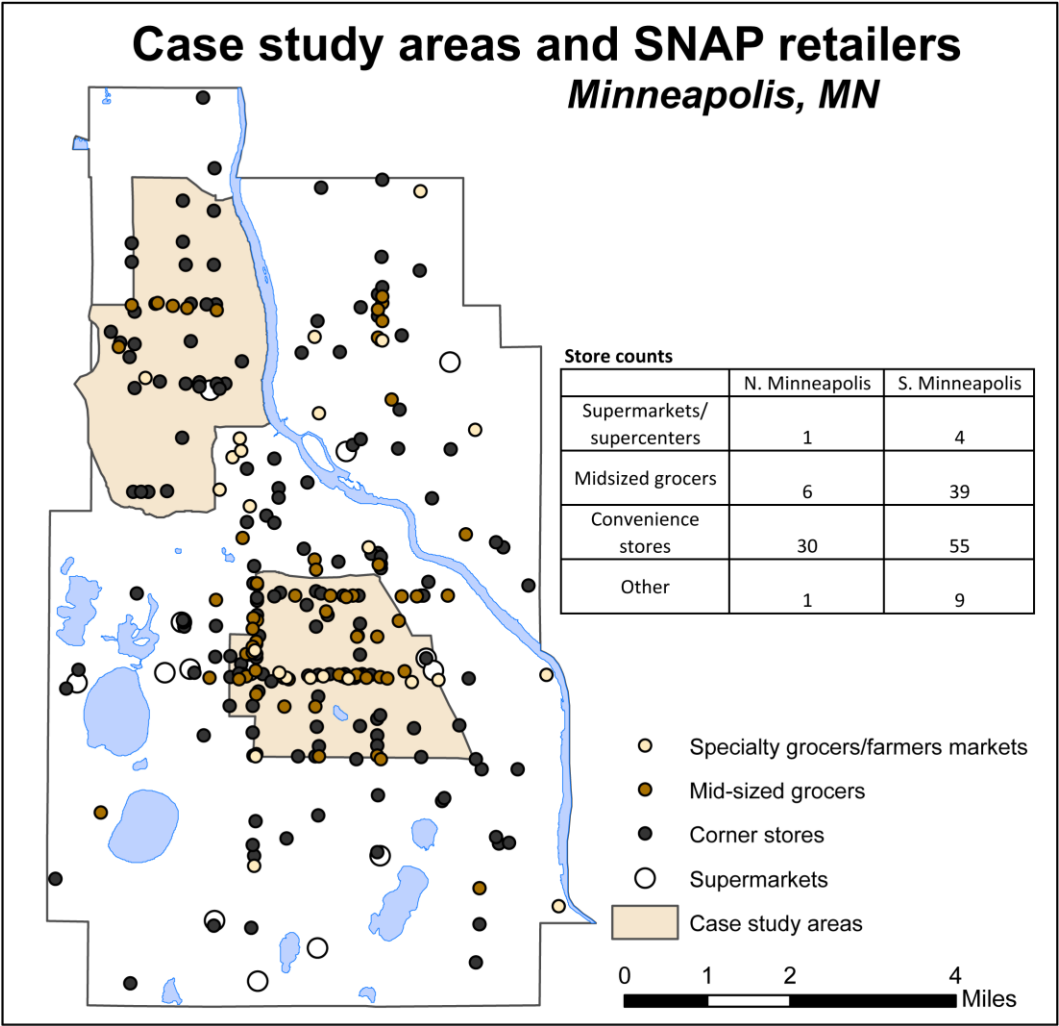 Case study areas and SNAP retailers
Minneapolis, MN
Store counts
N. Minneapolis S. Minneapolis
Supermarkets/
supercenters 1 4
Midsized grocers 6 39
Convenience
stores 30 55
Other 1 9
Specialty grocers/farmers markets
Mid-sized grocers
Corner stores
Supermarkets
Case study areas
0 1 2 4
Miles